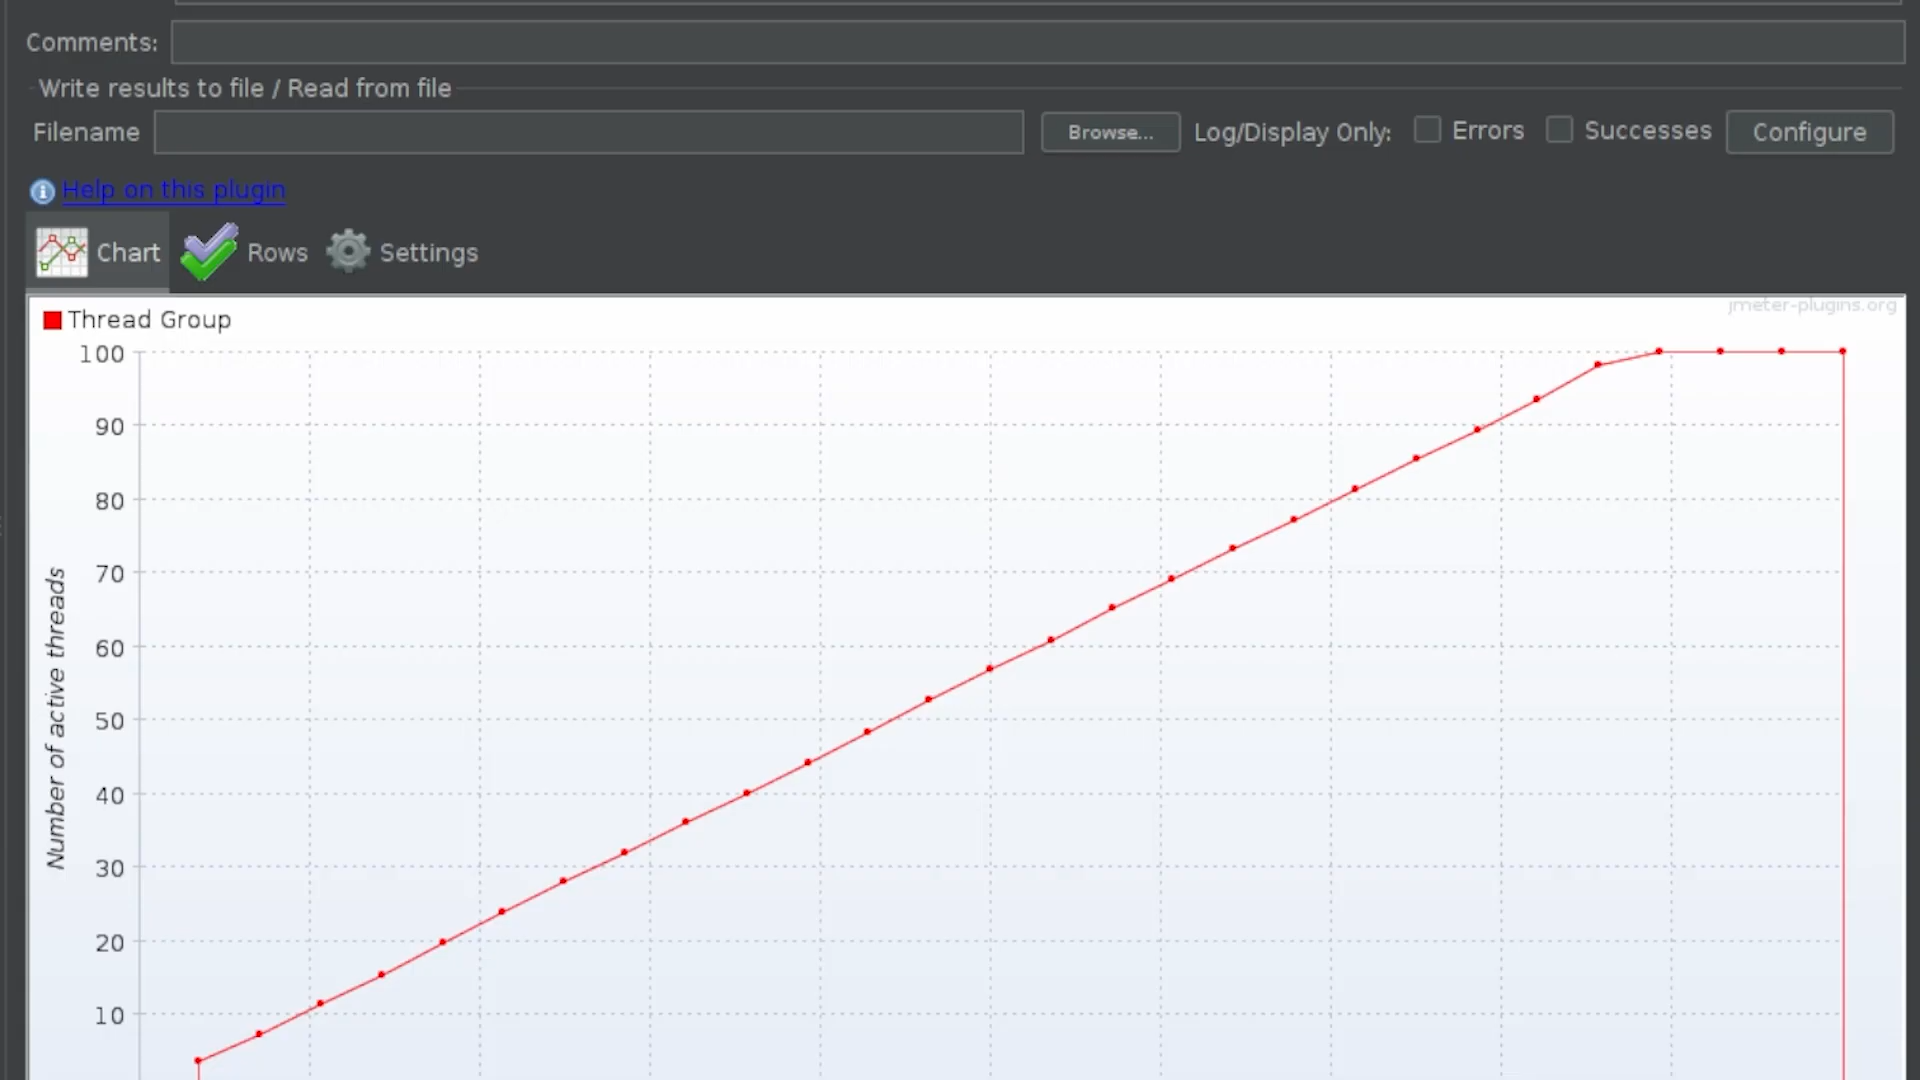 Comments:
Write results to file / Read from file
Filename Browse... Log/Display Only: Errors Successes Configure
Help on this plugin
Chart Rows Settings
jmeter-plugins.org
Thread Group
100
90
80
70
60
50
40
30
20
10
Number of active threads